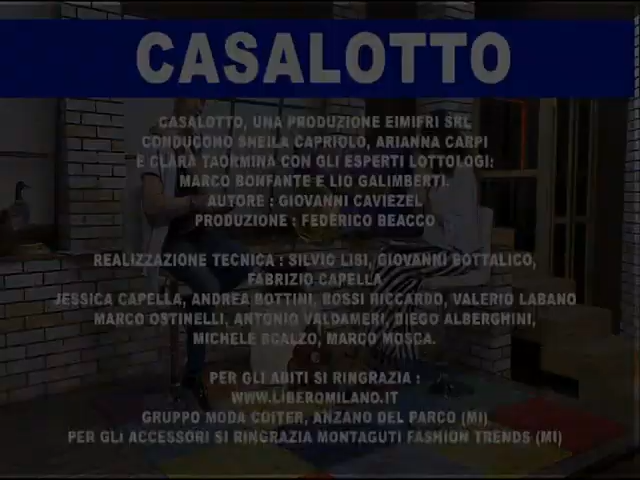 CASALOTTO
CASALOTTO, UNA PRODUZIONE EIMIFRI SRL
CONDUCONO SHEILA CAPRIOLO, ARIANNA CARPI
E CLARA TAORMINA CON GLI ESPERTI LOTTOLOGI:
MARCO BONFANTE E LIO GALIMBERTI.
AUTORE : GIOVANNI CAVIEZEL
PRODUZIONE : FEDERICO BEACCO
REALIZZAZIONE TECNICA : SILVIO LISI, GIOVANNI BOTTALICO,
FABRIZIO CAPELLA
JESSICA CAPELLA, ANDREA BOTTINI, BOSSI RICCARDO, VALERIO LABANO
MARCO OSTINELLI, ANTONIO VALDAMERI, DIEGO ALBERGHINI,
MICHELE SCALZO, MARCO MOSCA.
PER GLI ABITI SI RINGRAZIA :
WWW.LIBEROMILANO.IT
GRUPPO MODA COITER, ANZANO DEL PARCO (MI)
PER GLI ACCESSORI SI RINGRAZIA MONTAGUTI FASHION TRENDS (MI)